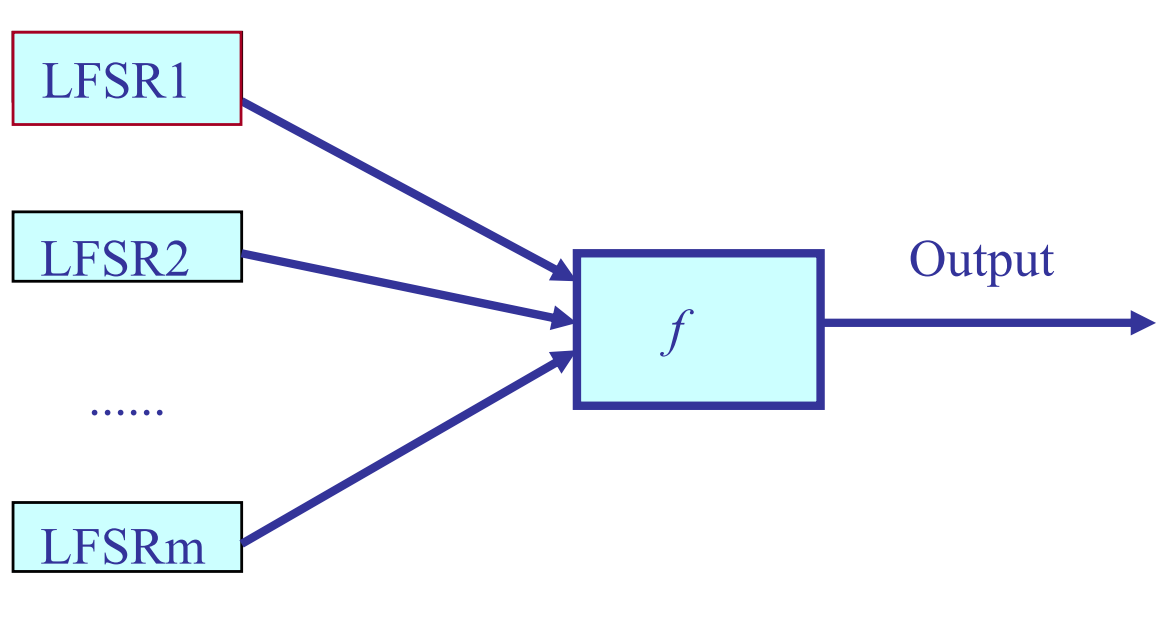 LFSR1
LFSR2
......
LFSRm
f
Output